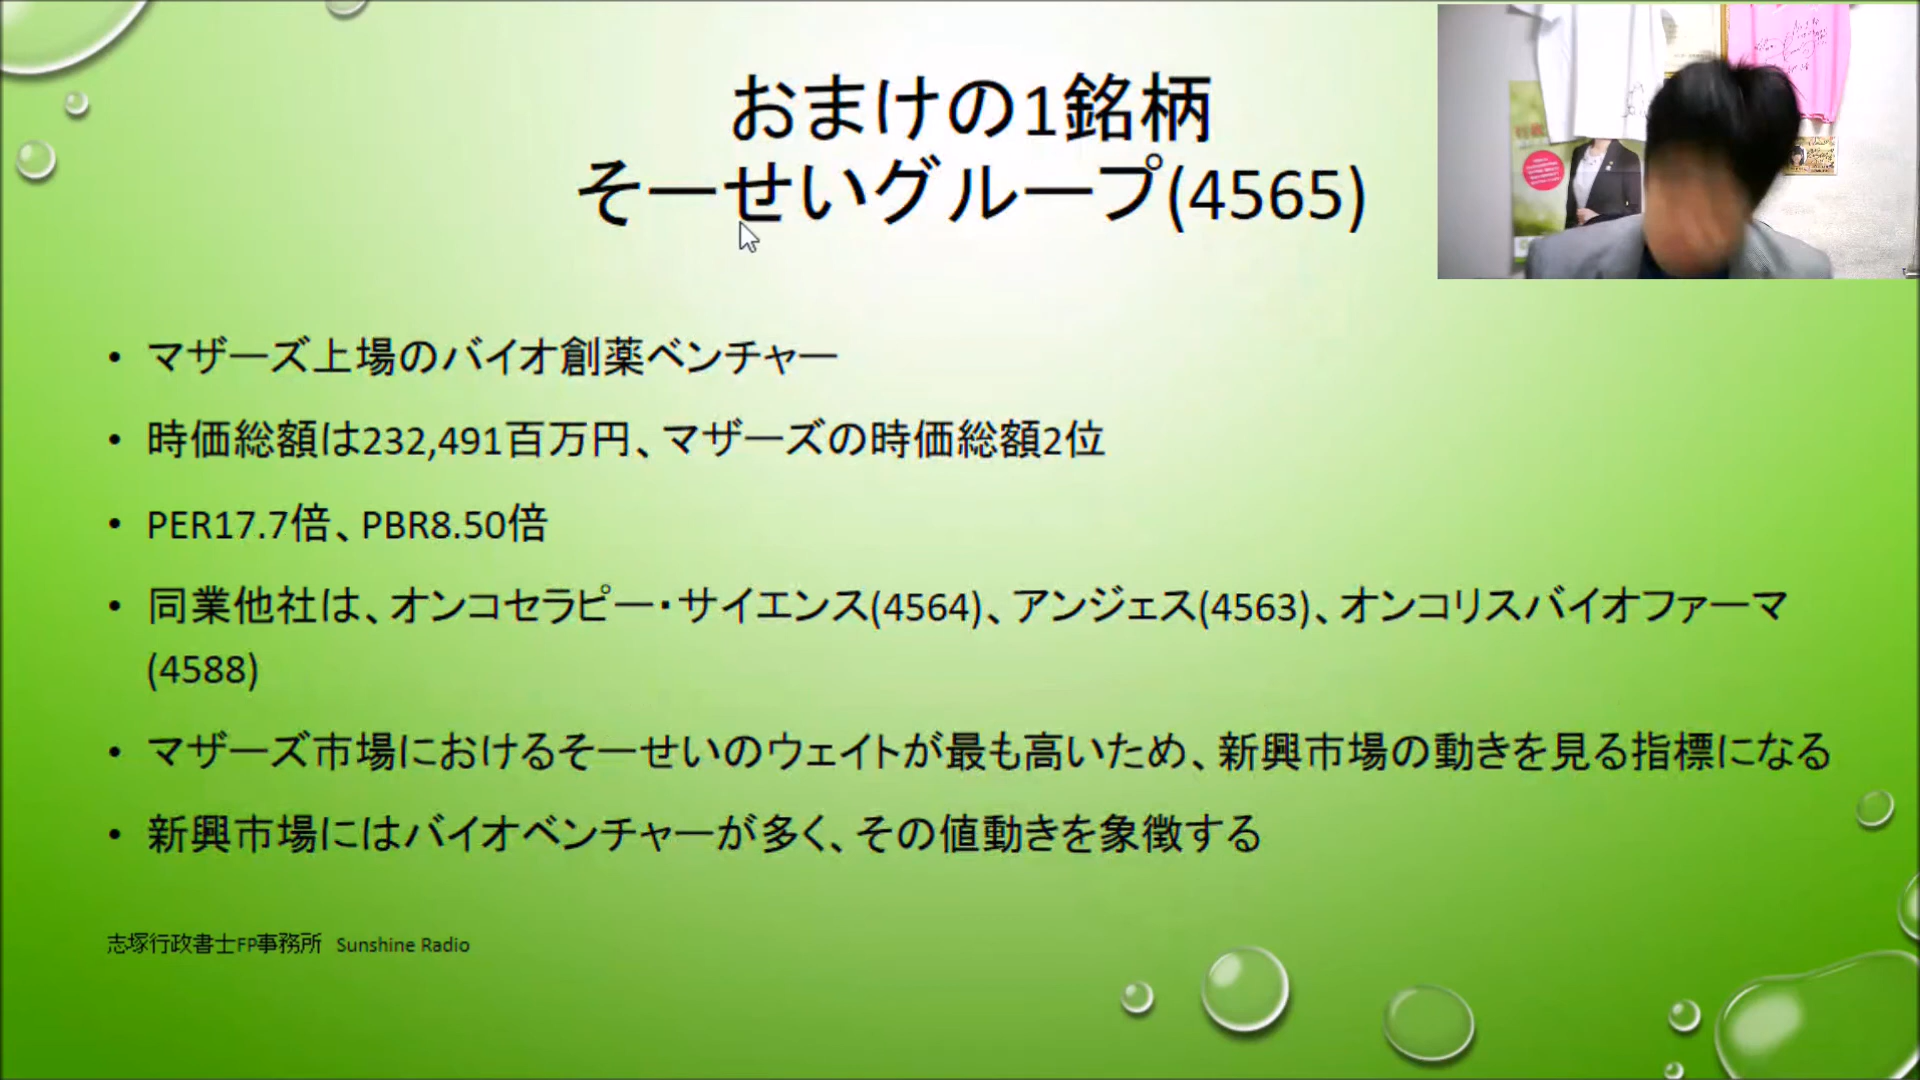 おまけの1銘柄
そーせいグループ(4565)
• マザーズ上場のバイオ創薬ベンチャー
• 時価総額は232,491百万円、マザーズの時価総額2位
• PER17.7倍、PBR8.50倍
• 同業他社は、オンコセラピー・サイエンス(4564)、アンジェス(4563)、オンコリスバイオファーマ
(4588)
• マザーズ市場におけるそーせいのウェイトが最も高いため、新興市場の動きを見る指標になる
• 新興市場にはバイオベンチャーが多く、その値動きを象徴する
志塚行政書士FP事務所 Sunshine Radio